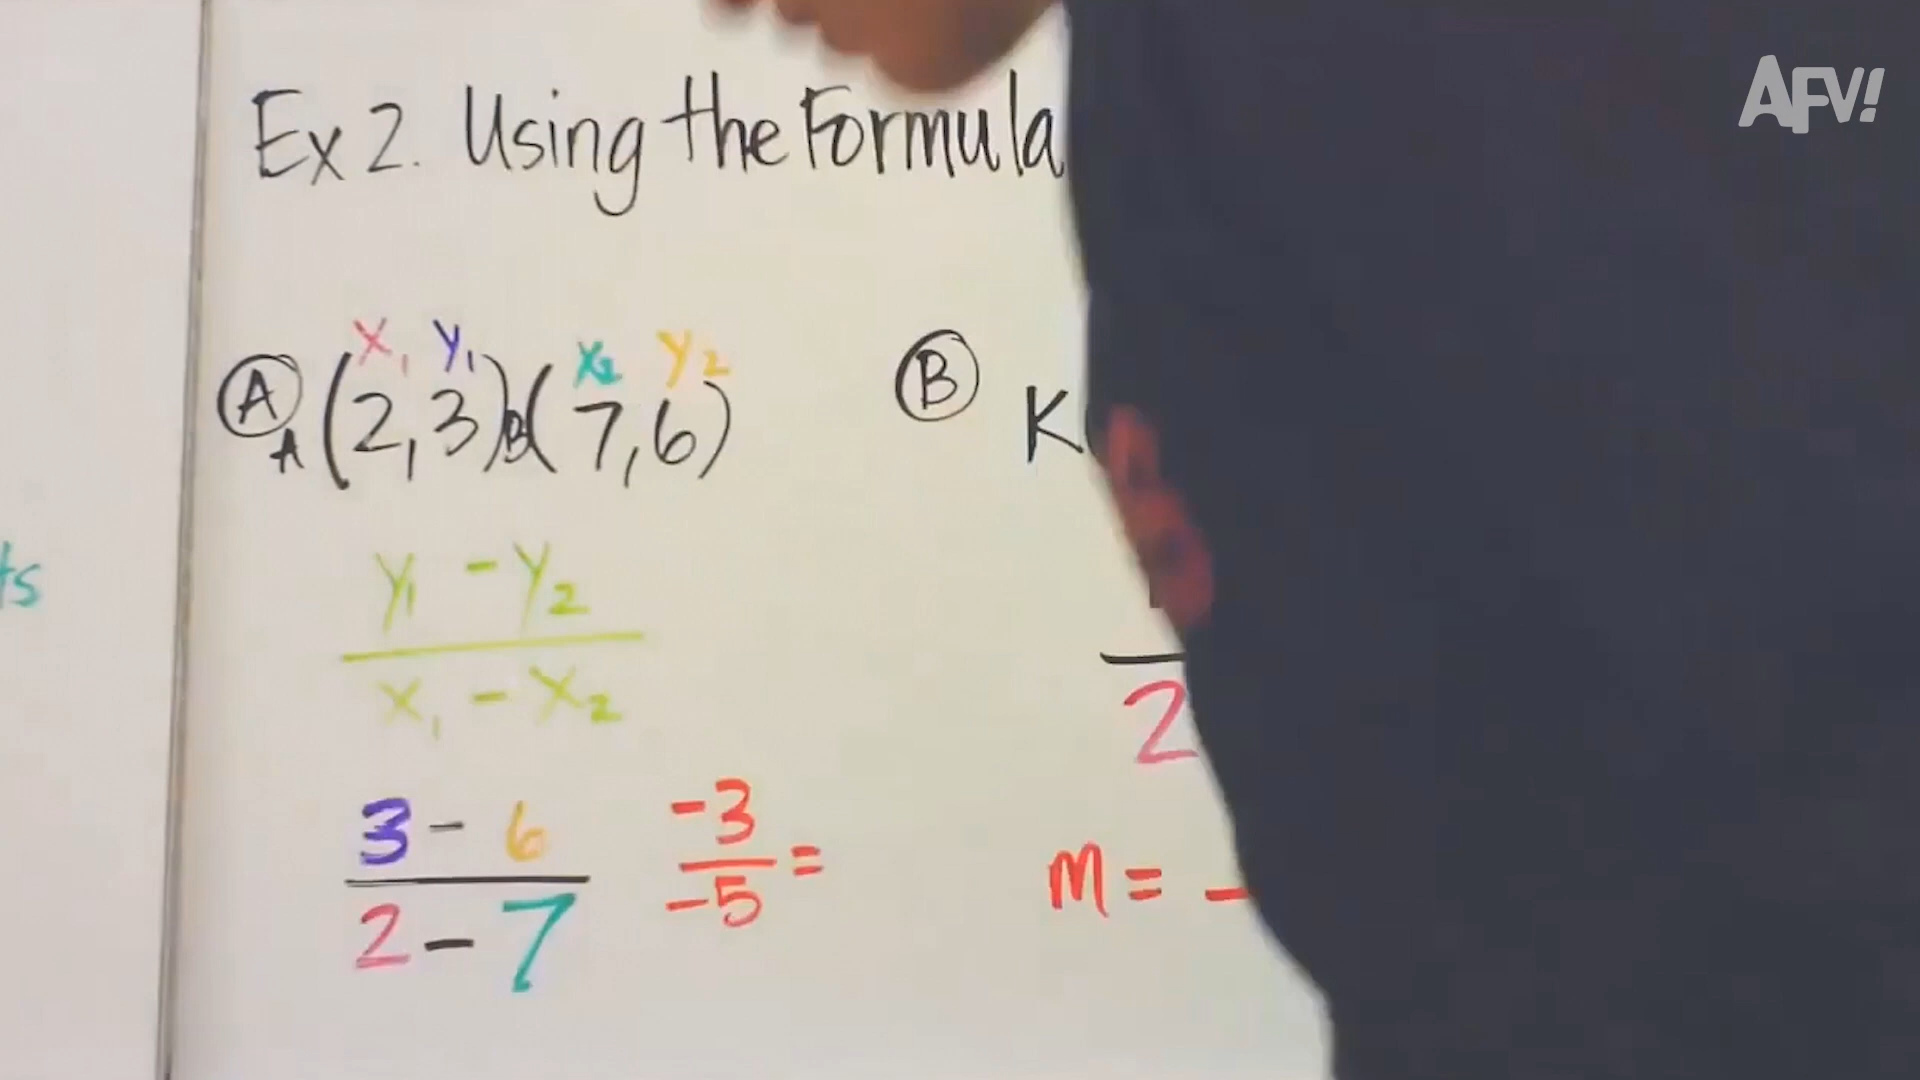 AFV!
Ex 2. Using the Formula
x₁ y₁ x₂ y₂
A A (2,3) B (7,6)
B K
ts
y₁ - y₂
x₁ - x₂
2
3 - 6
2 - 7
-3
-5
=
m = -